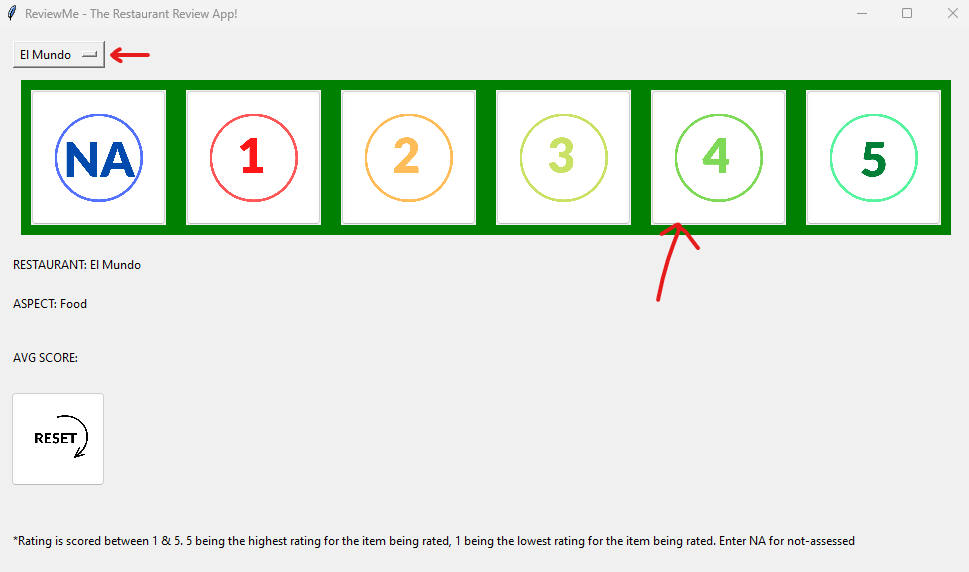 ReviewMe - The Restaurant Review App!
El Mundo
NA 1 2 3 4 5
RESTAURANT: El Mundo
ASPECT: Food
AVG SCORE:
RESET
*Rating is scored between 1 & 5. 5 being the highest rating for the item being rated, 1 being the lowest rating for the item being rated. Enter NA for not-assessed